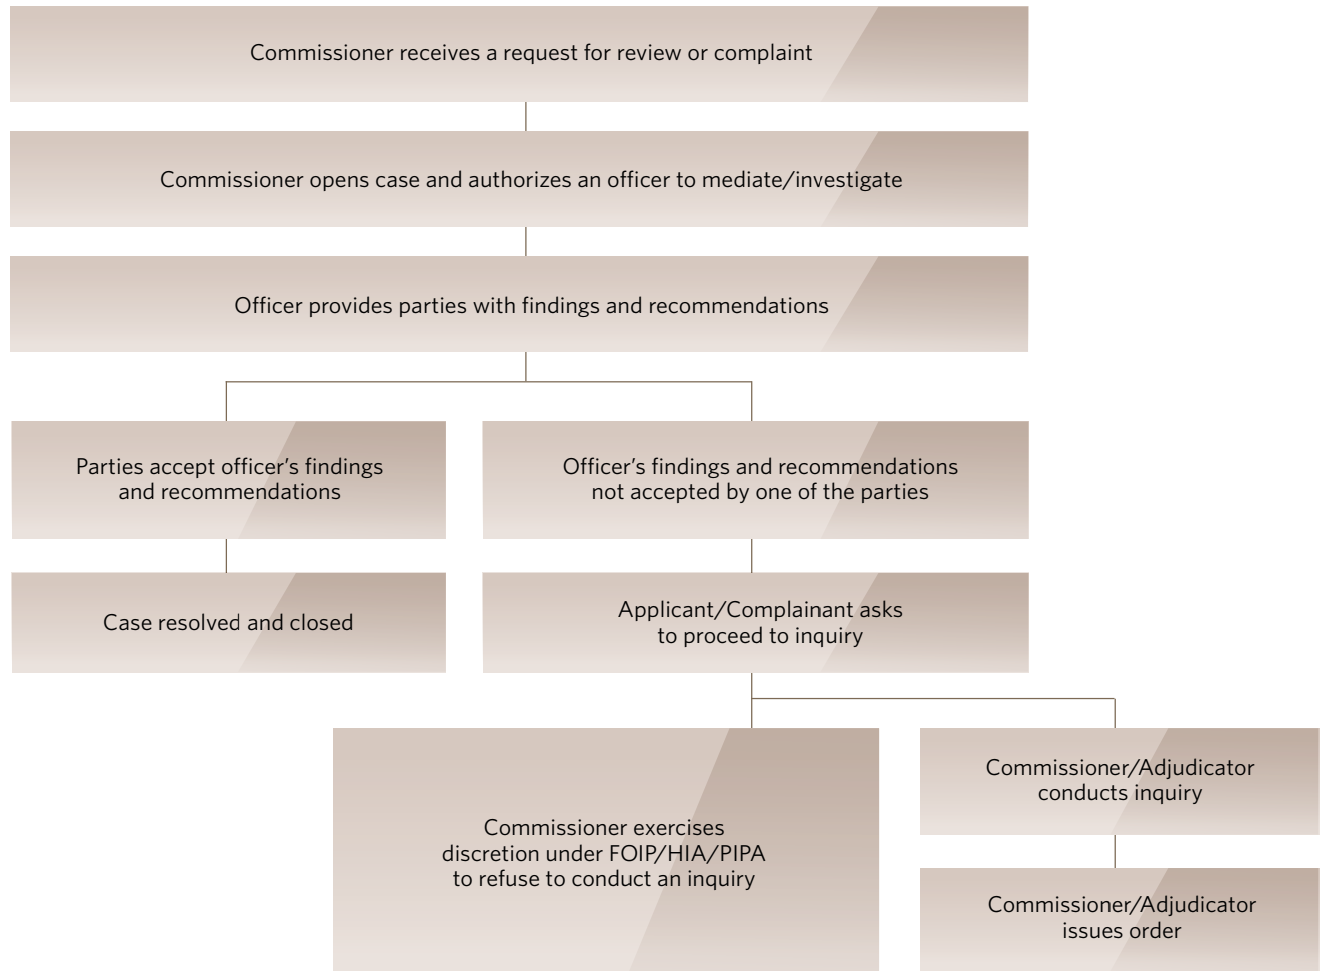 Commissioner receives a request for review or complaint
Commissioner opens case and authorizes an officer to mediate/investigate
Officer provides parties with findings and recommendations
Parties accept officer’s findings
and recommendations
Officer’s findings and recommendations
not accepted by one of the parties
Case resolved and closed
Applicant/Complainant asks
to proceed to inquiry
Commissioner exercises
discretion under FOIP/HIA/PIPA
to refuse to conduct an inquiry
Commissioner/Adjudicator
conducts inquiry
Commissioner/Adjudicator
issues order